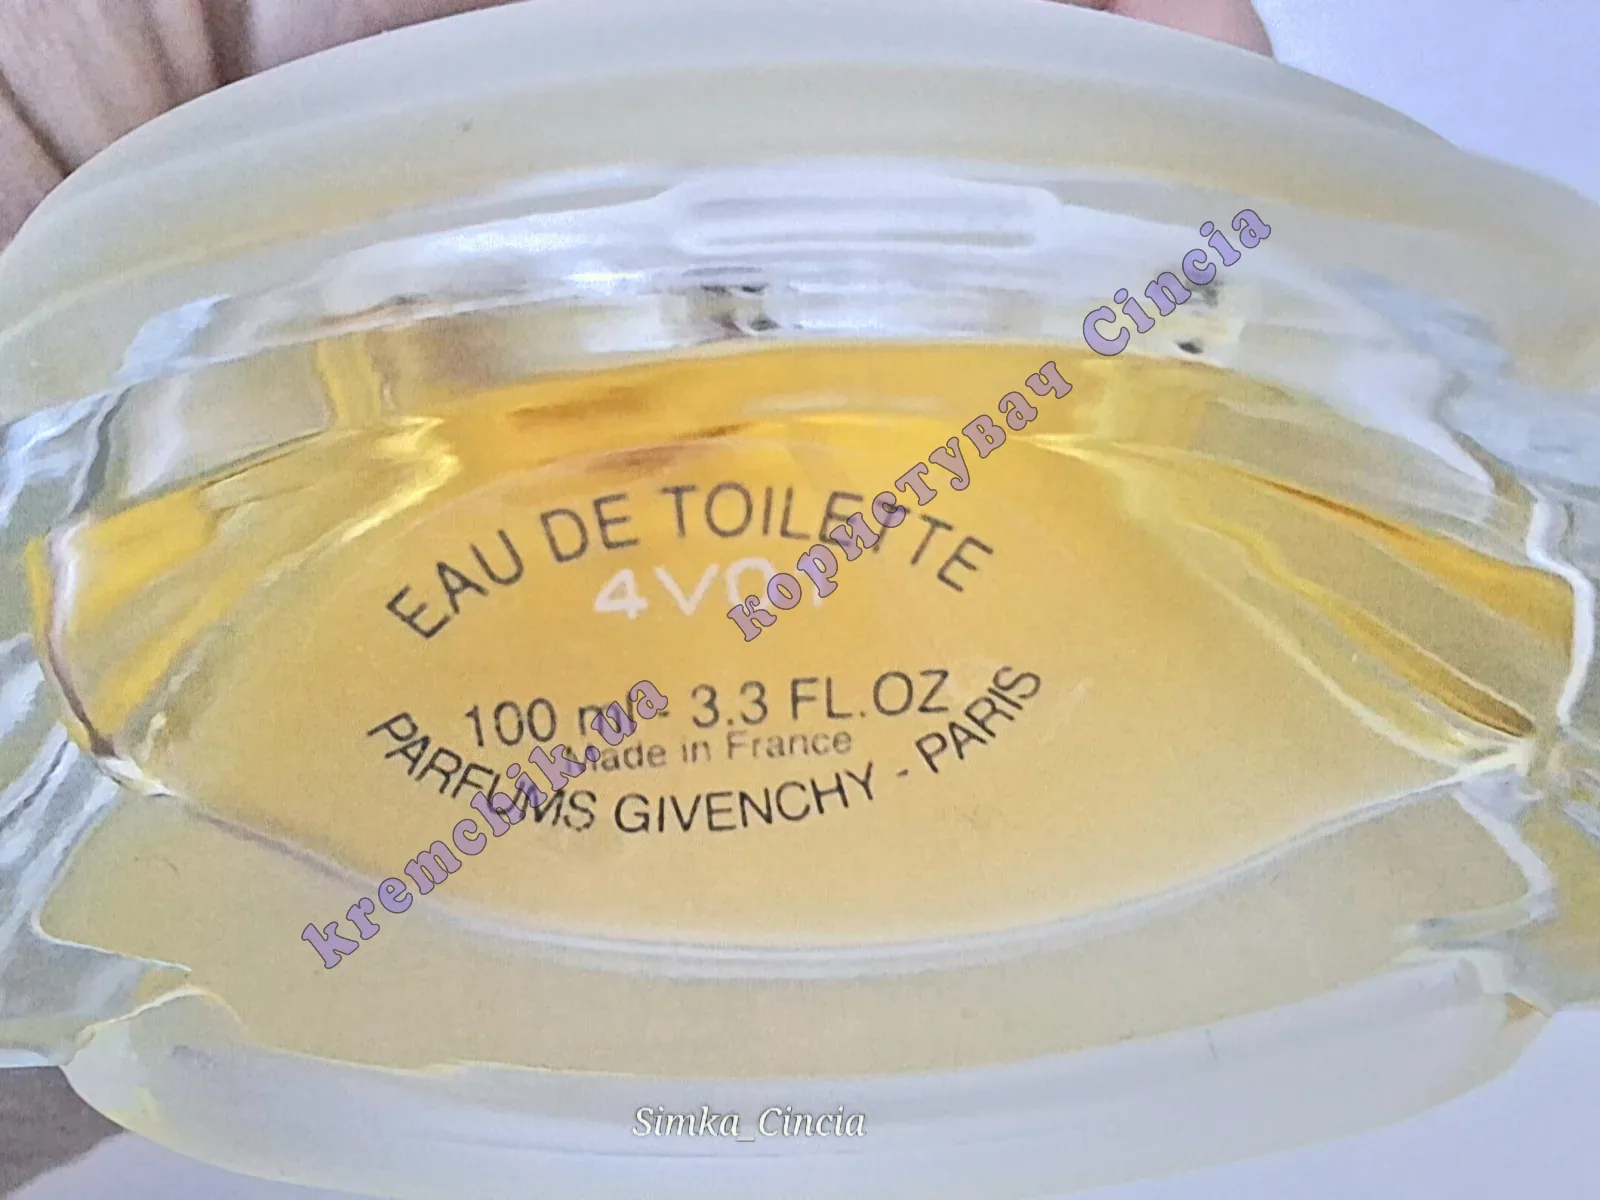 EAU DE TOILETTE
100 ml - 3.3 FL.OZ
Made in France
PARFUMS GIVENCHY - PARIS
kremchik.ua користувач Cincia
Simka_Cincia